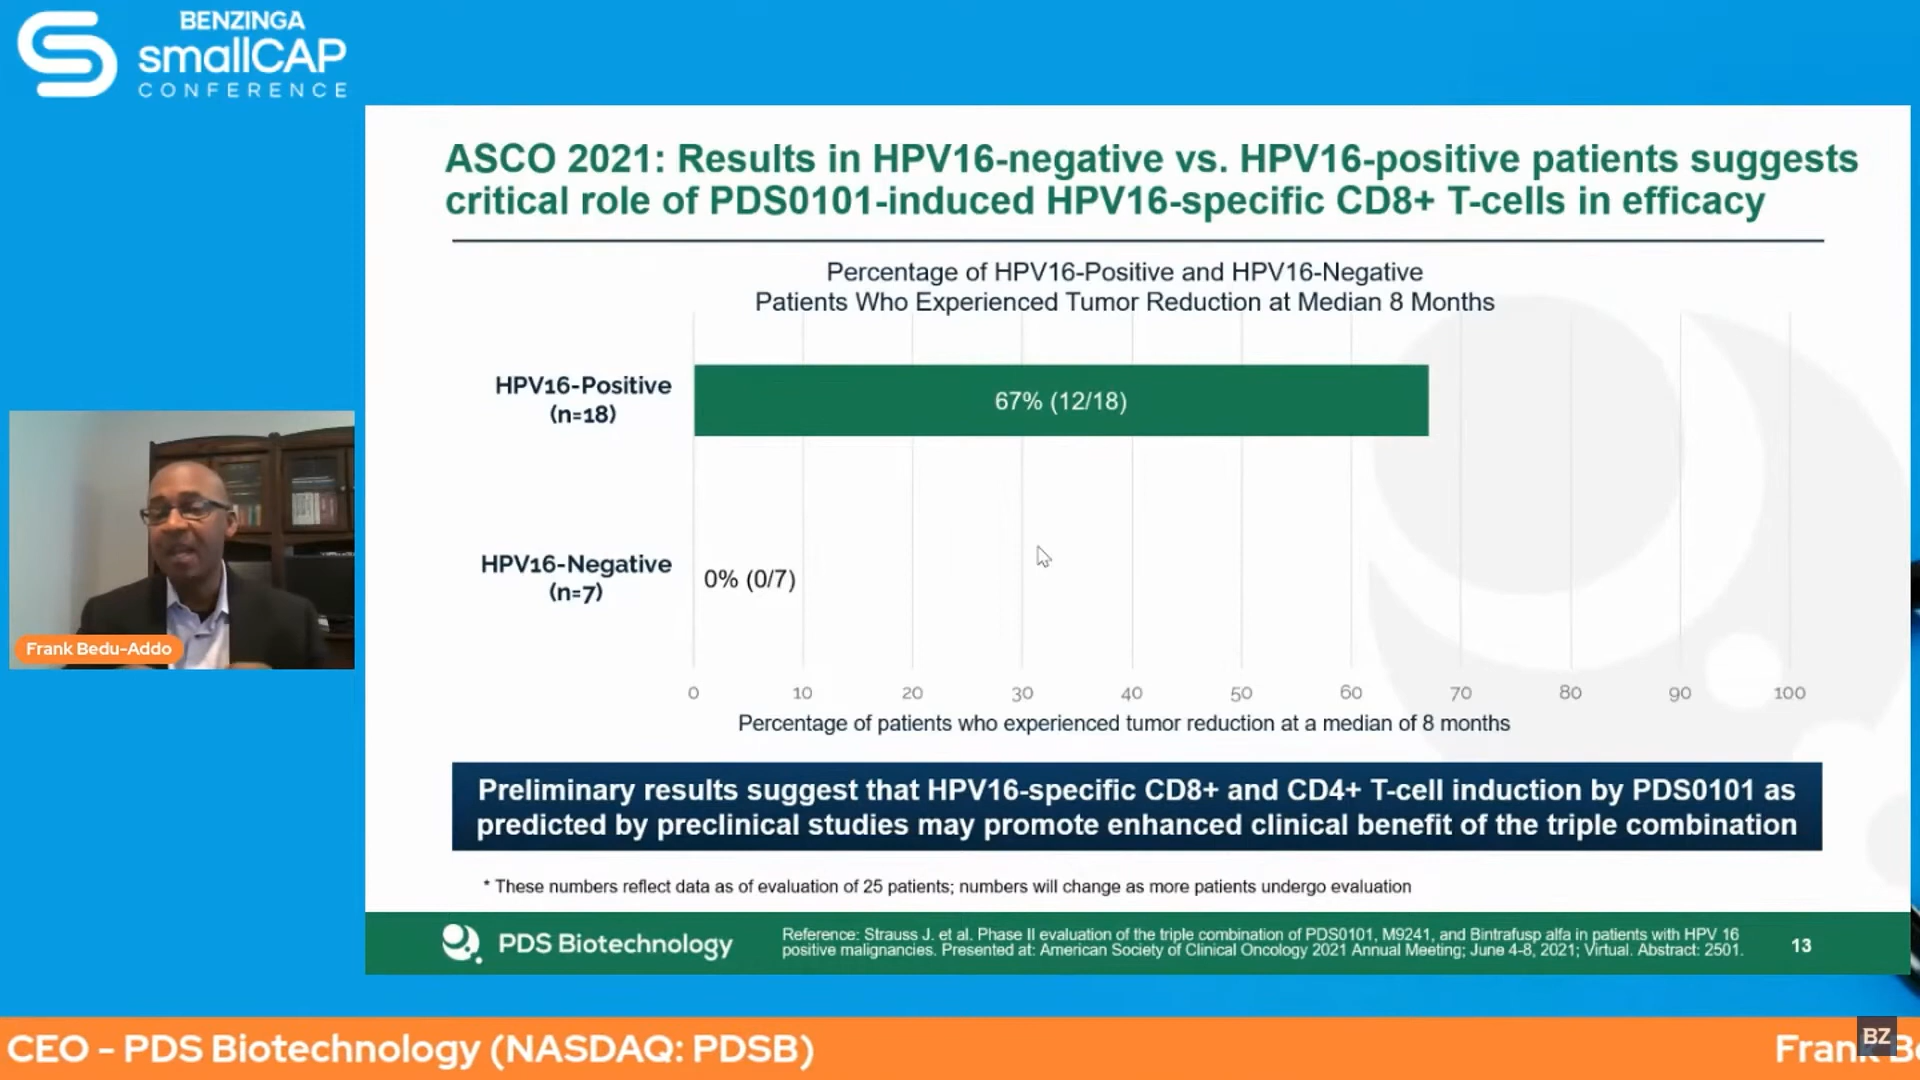 BENZINGA
smallCAP
CONFERENCE
ASCO 2021: Results in HPV16-negative vs. HPV16-positive patients suggests
critical role of PDS0101-induced HPV16-specific CD8+ T-cells in efficacy
Percentage of HPV16-Positive and HPV16-Negative
Patients Who Experienced Tumor Reduction at Median 8 Months
HPV16-Positive
(n=18)
67% (12/18)
HPV16-Negative
(n=7)
0% (0/7)
0 10 20 30 40 50 60 70 80 90 100
Percentage of patients who experienced tumor reduction at a median of 8 months
Preliminary results suggest that HPV16-specific CD8+ and CD4+ T-cell induction by PDS0101 as
predicted by preclinical studies may promote enhanced clinical benefit of the triple combination
* These numbers reflect data as of evaluation of 25 patients; numbers will change as more patients undergo evaluation
PDS Biotechnology
Reference: Strauss J. et al. Phase II evaluation of the triple combination of PDS0101, M9241, and Bintrafusp alfa in patients with HPV 16
positive malignancies. Presented at: American Society of Clinical Oncology 2021 Annual Meeting; June 4-8, 2021; Virtual. Abstract: 2501.
13
Frank Bedu-Addo
CEO - PDS Biotechnology (NASDAQ: PDSB)
Frank Be
BZ